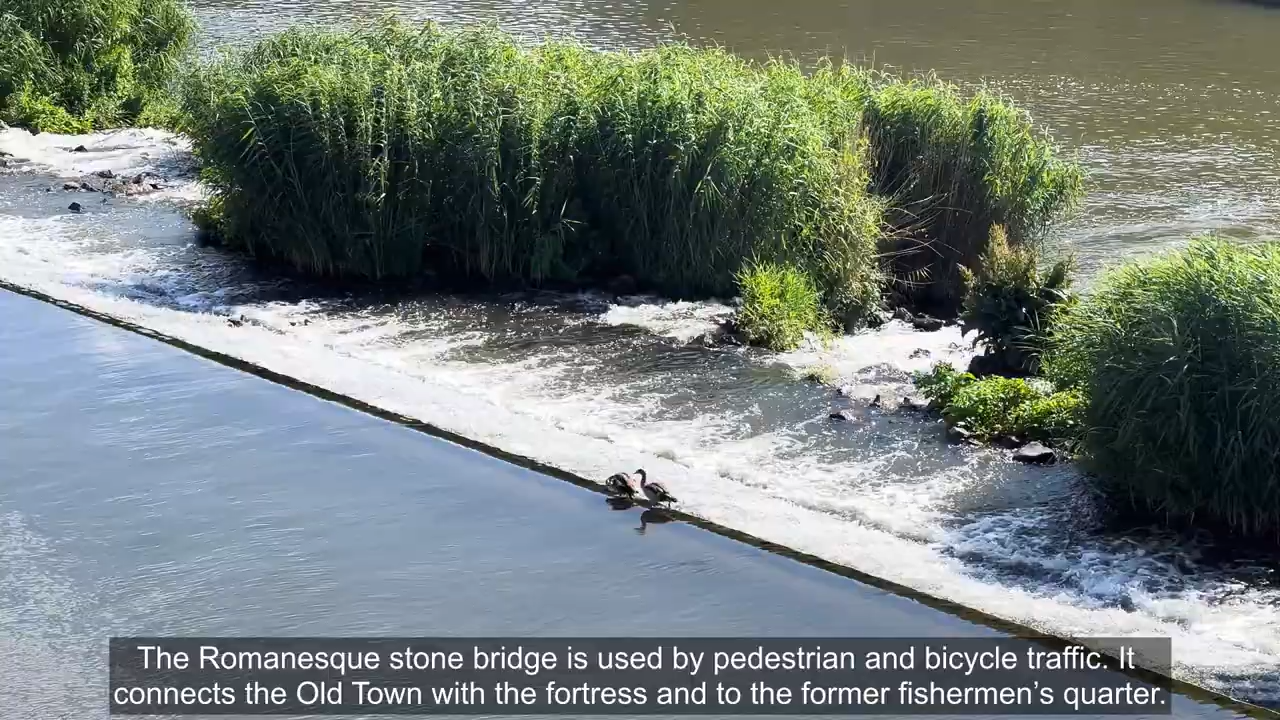 The Romanesque stone bridge is used by pedestrian and bicycle traffic. It
connects the Old Town with the fortress and to the former fishermen’s quarter.